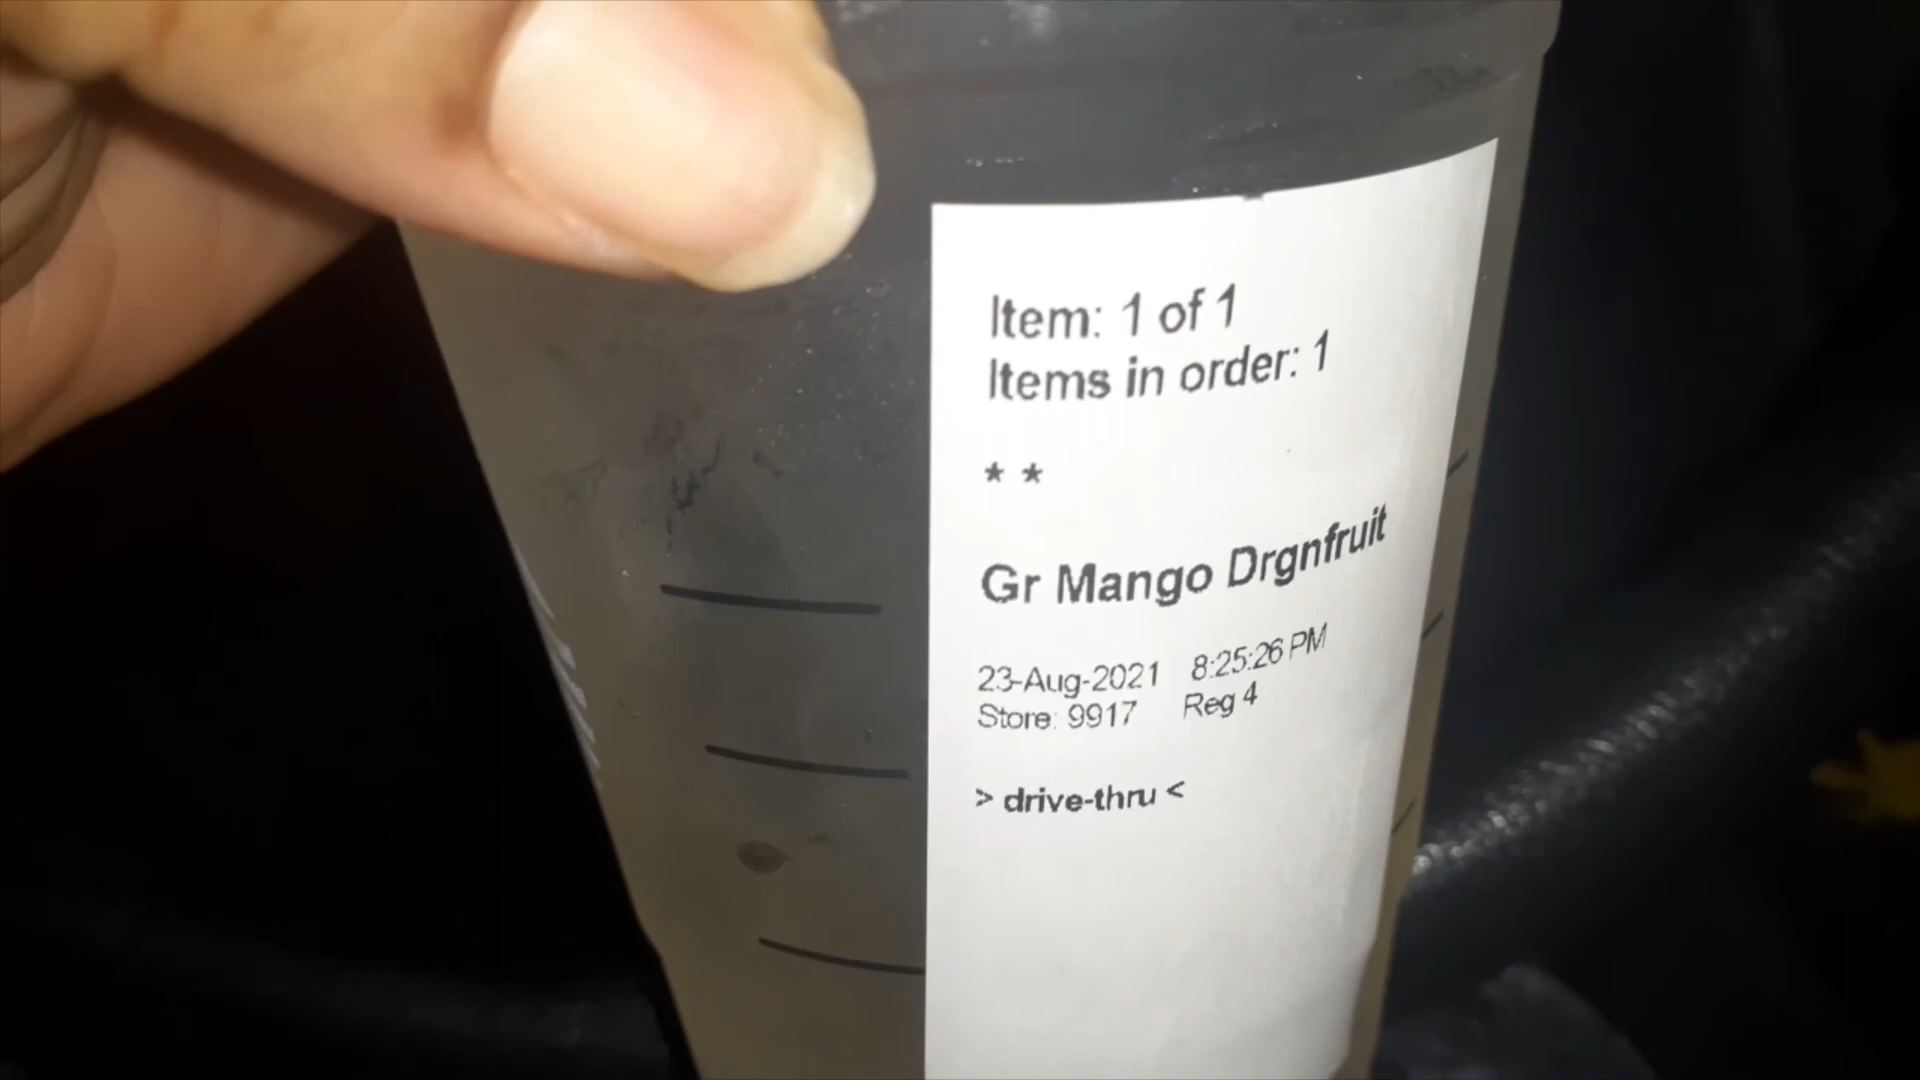 Item: 1 of 1
Items in order: 1
* *
Gr Mango Drgnfruit
23-Aug-2021 8:25:26 PM
Store: 9917 Reg 4
> drive-thru <